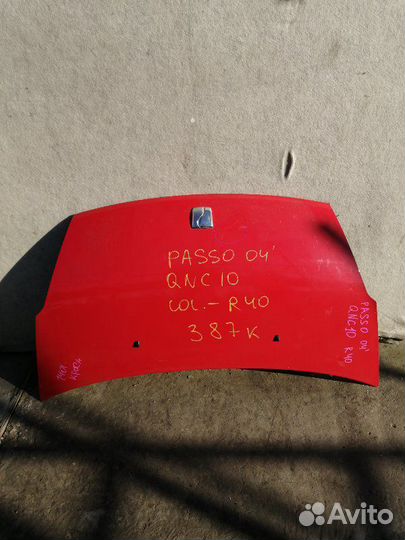 PASSO 04'
QNC10
COL.-R40
387K
PASSO 04'
QNC10 R40
Avito